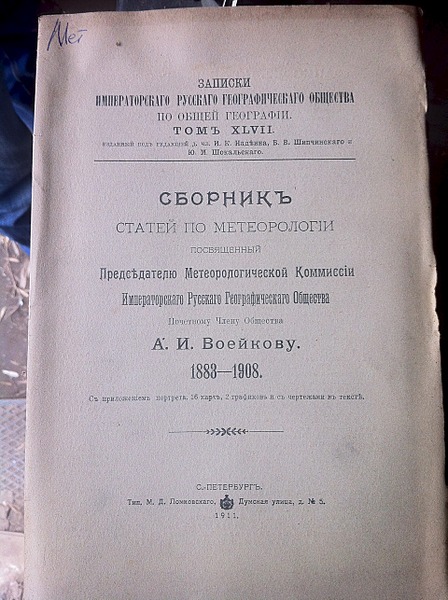 Мет
ЗАПИСКИ
ИМПЕРАТОРСКАГО РУССКАГО ГЕОГРАФИЧЕСКАГО ОБЩЕСТВА
ПО ОБЩЕЙ ГЕОГРАФІИ.
ТОМЪ XLVII.
изданный подъ редакціей д. чл. И. К. Надѣина, В. В. Шипчинскаго и
Ю. М. Шокальскаго.
СБОРНИКЪ
СТАТЕЙ ПО МЕТЕОРОЛОГІИ
ПОСВЯЩЕННЫЙ
Предсѣдателю Метеорологической Коммиссіи
Императорскаго Русскаго Географическаго Общества
Почетному Члену Общества
А. И. Воейкову.
1883—1908.
Съ приложеніемъ портрета, 16 картъ, 2 графиковъ и съ чертежами въ текстѣ.
С.-ПЕТЕРБУРГЪ.
Тип. М. Д. Ломковскаго, Думская улица, д. № 5.
1911.